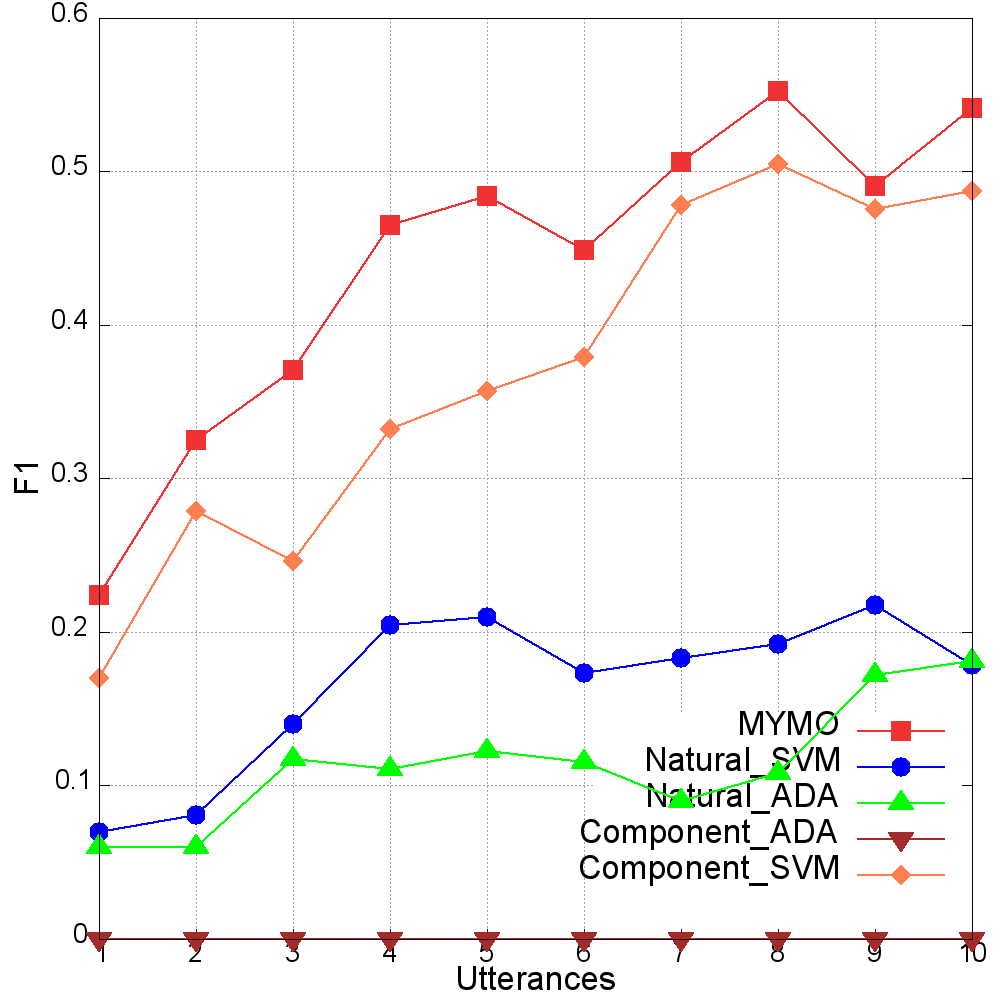 0.6
0.5
0.4
0.3
0.2
0.1
0
F1
MYMO
Natural_SVM
Natural_ADA
Component_ADA
Component_SVM
1 2 3 4 5 6 7 8 9 10
Utterances